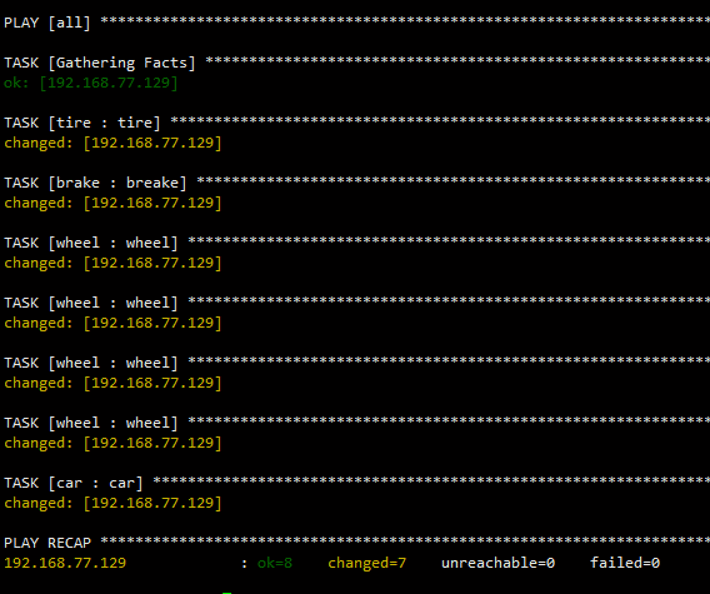 PLAY [all] **********************************************************************
TASK [Gathering Facts] **********************************************************
ok: [192.168.77.129]
TASK [tire : tire] **************************************************************
changed: [192.168.77.129]
TASK [brake : breake] ***********************************************************
changed: [192.168.77.129]
TASK [wheel : wheel] ************************************************************
changed: [192.168.77.129]
TASK [wheel : wheel] ************************************************************
changed: [192.168.77.129]
TASK [wheel : wheel] ************************************************************
changed: [192.168.77.129]
TASK [wheel : wheel] ************************************************************
changed: [192.168.77.129]
TASK [car : car] ****************************************************************
changed: [192.168.77.129]
PLAY RECAP **********************************************************************
192.168.77.129 : ok=8 changed=7 unreachable=0 failed=0